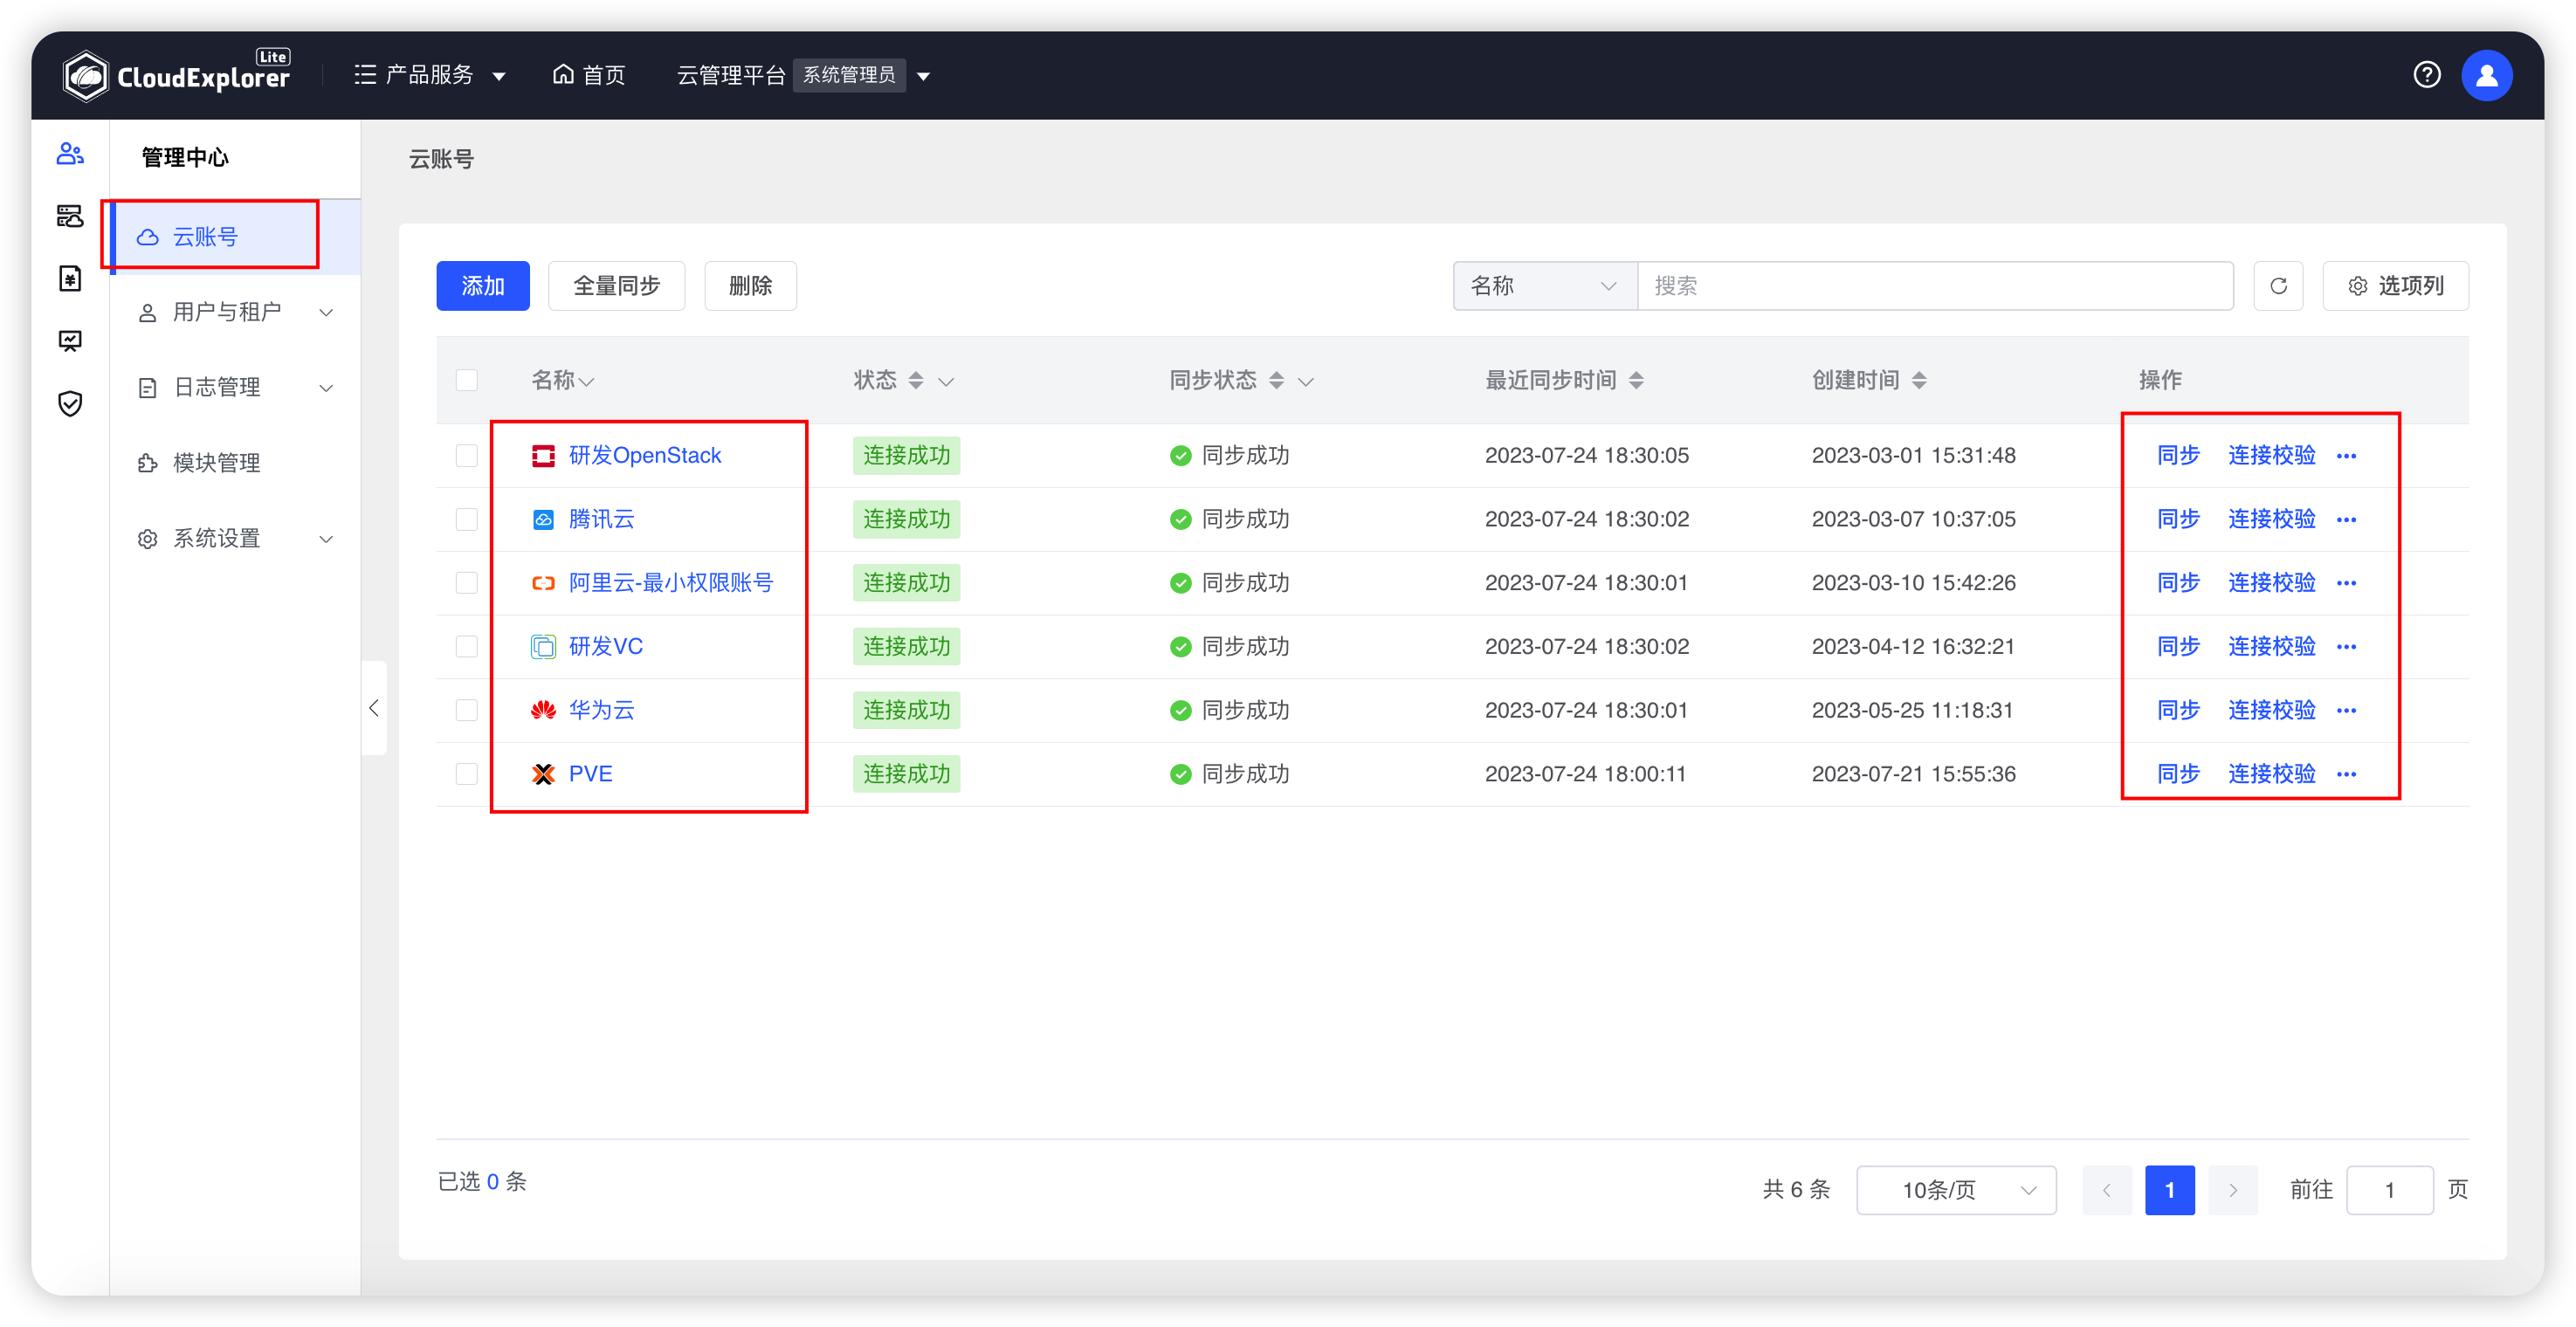 CloudExplorer Lite 产品服务 首页 云管理平台 系统管理员
管理中心
云账号
用户与租户
日志管理
模块管理
系统设置
云账号
添加 全量同步 删除 名称 搜索 选项列
名称 状态 同步状态 最近同步时间 创建时间 操作
研发OpenStack 连接成功 同步成功 2023-07-24 18:30:05 2023-03-01 15:31:48 同步 连接校验 •••
腾讯云 连接成功 同步成功 2023-07-24 18:30:02 2023-03-07 10:37:05 同步 连接校验 •••
阿里云-最小权限账号 连接成功 同步成功 2023-07-24 18:30:01 2023-03-10 15:42:26 同步 连接校验 •••
研发VC 连接成功 同步成功 2023-07-24 18:30:02 2023-04-12 16:32:21 同步 连接校验 •••
华为云 连接成功 同步成功 2023-07-24 18:30:01 2023-05-25 11:18:31 同步 连接校验 •••
PVE 连接成功 同步成功 2023-07-24 18:00:11 2023-07-21 15:55:36 同步 连接校验 •••
已选 0 条 共 6 条 10条/页 1 前往 1 页